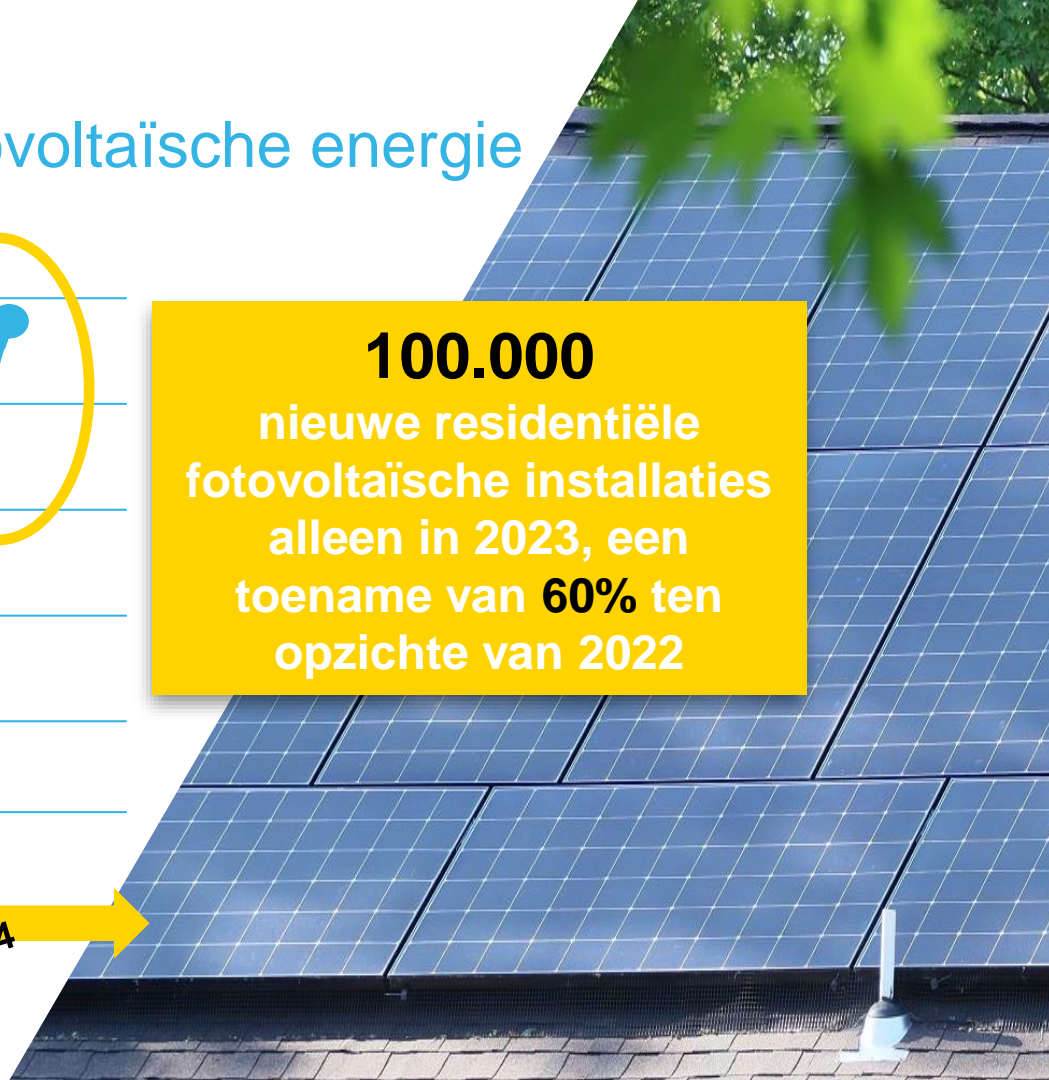 voltaïsche energie
100.000
nieuwe residentiële
fotovoltaïsche installaties
alleen in 2023, een
toename van 60% ten
opzichte van 2022
4